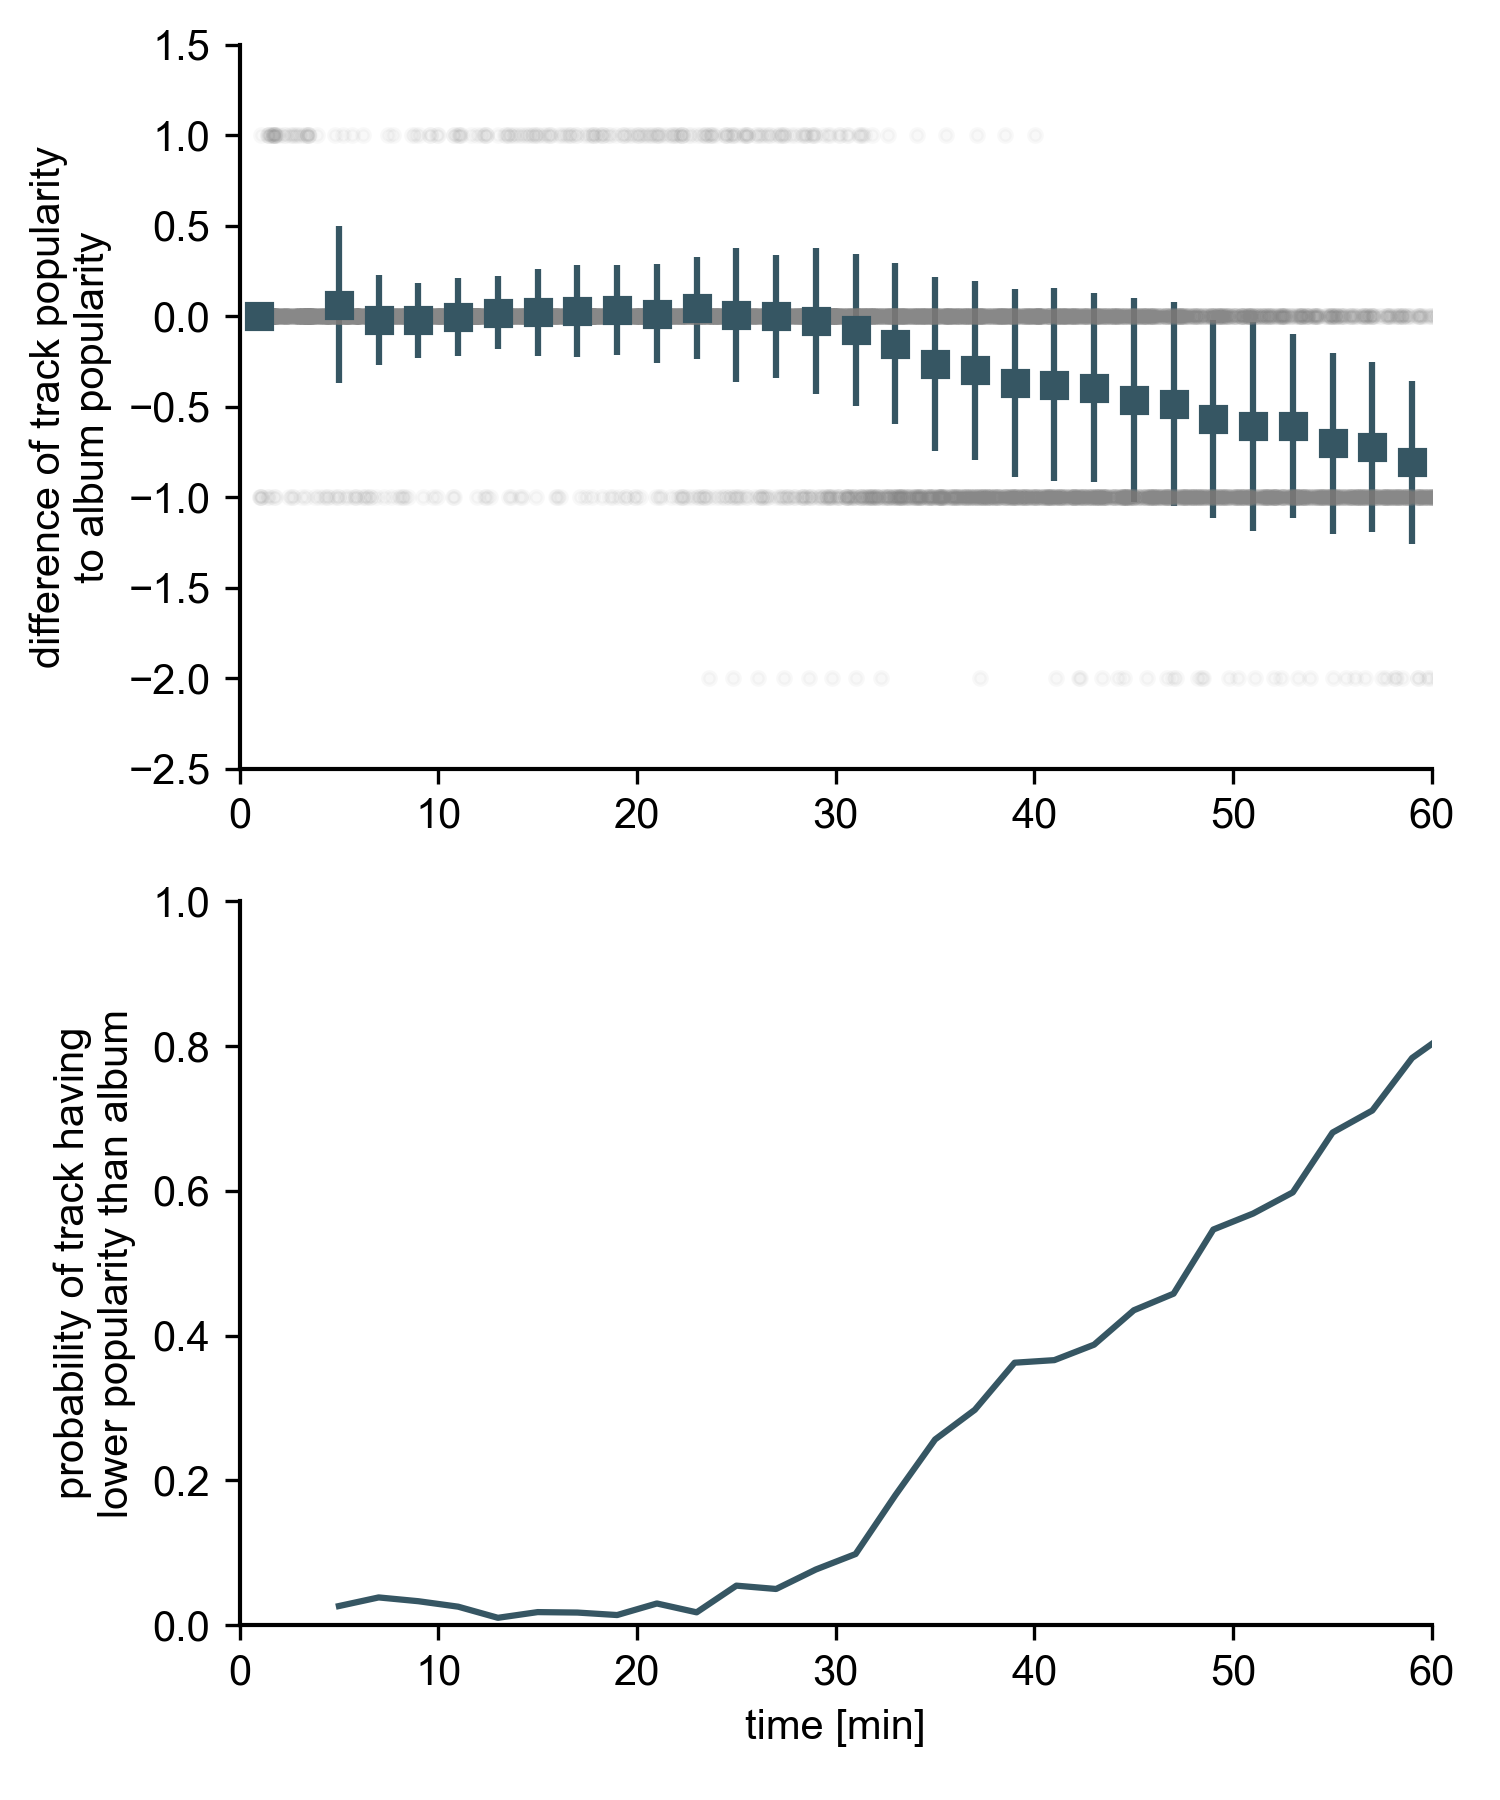 difference of track popularity
to album popularity
1.5
1.0
0.5
0.0
−0.5
−1.0
−1.5
−2.0
−2.5
0 10 20 30 40 50 60
probability of track having
lower popularity than album
1.0
0.8
0.6
0.4
0.2
0.0
0 10 20 30 40 50 60
time [min]